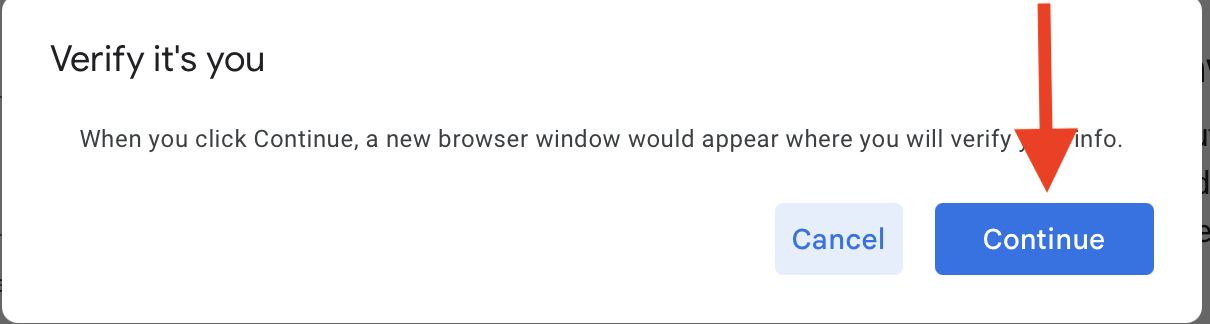 Verify it's you
When you click Continue, a new browser window would appear where you will verify info.
Cancel
Continue